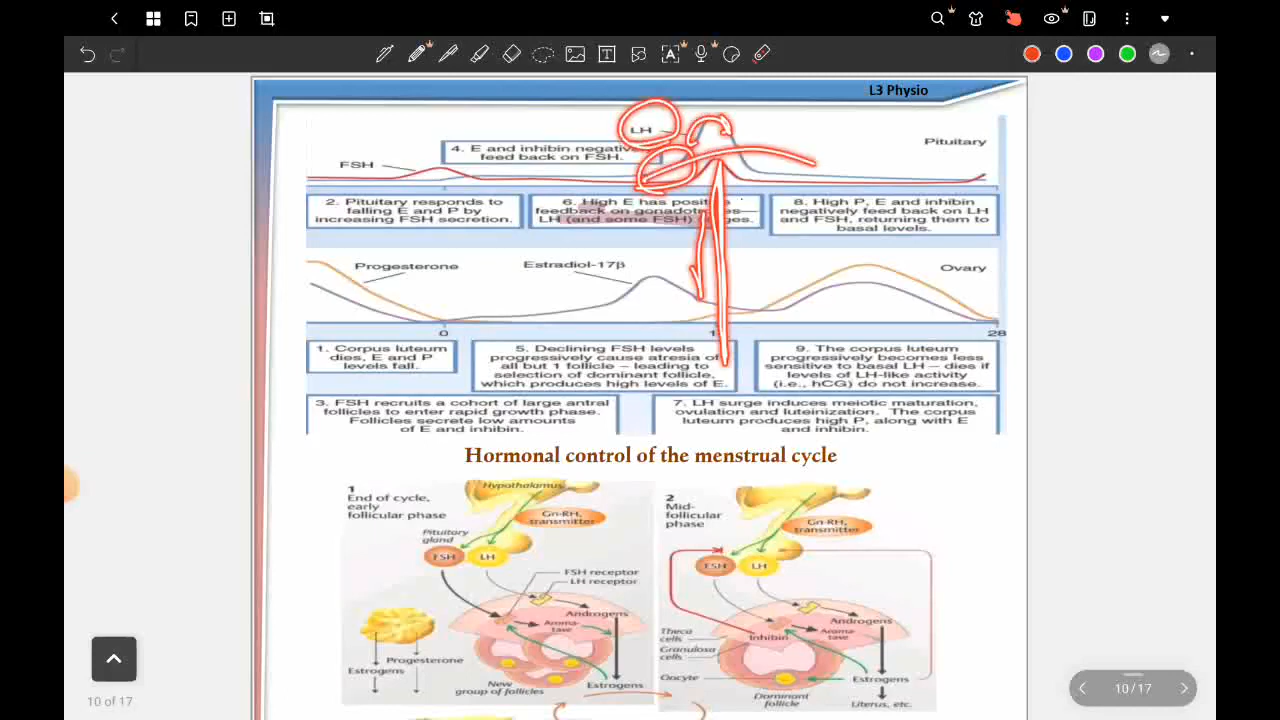 L3 Physio
LH
4. E and inhibin
feed back on FSH.
Pituitary
FSH
2. Pituitary responds to
falling E and P by
increasing FSH secretion.
6. High E has
feedback on
LH (and some FSH)
8. High P, E and inhibin
negatively feed back on LH
and FSH, returning them to
basal levels.
Progesterone
Estradiol-17β
Ovary
0
28
1. Corpus luteum
dies, E and P
levels fall.
5. Declining FSH levels
progressively cause atresia of
all but 1 follicle – leading to
selection of dominant follicle,
which produces high levels of E.
9. The corpus luteum
progressively becomes less
sensitive to basal LH – dies if
levels of LH-like activity
(i.e., hCG) do not increase.
3. FSH recruits a cohort of large antral
follicles to enter rapid growth phase.
Follicles secrete low amounts
of E and inhibin.
7. LH surge induces meiotic maturation,
ovulation and luteinization. The corpus
luteum produces high P, along with E
and inhibin.
Hormonal control of the menstrual cycle
1
End of cycle,
early
follicular phase
Hypothalamus
Gn-RH,
transmitter
Pituitary
gland
FSH
LH
FSH receptor
LH receptor
Androgens
Aroma-
tase
Progesterone
Estrogens
New
group of follicles
Estrogens
2
Mid-
follicular
phase
Gn-RH,
transmitter
FSH
LH
Androgens
Aroma-
tase
Theca
cells
Inhibin
Granulosa
cells
Oocyte
Estrogens
Dominant
follicle
Uterus, etc.
10 of 17
10/17